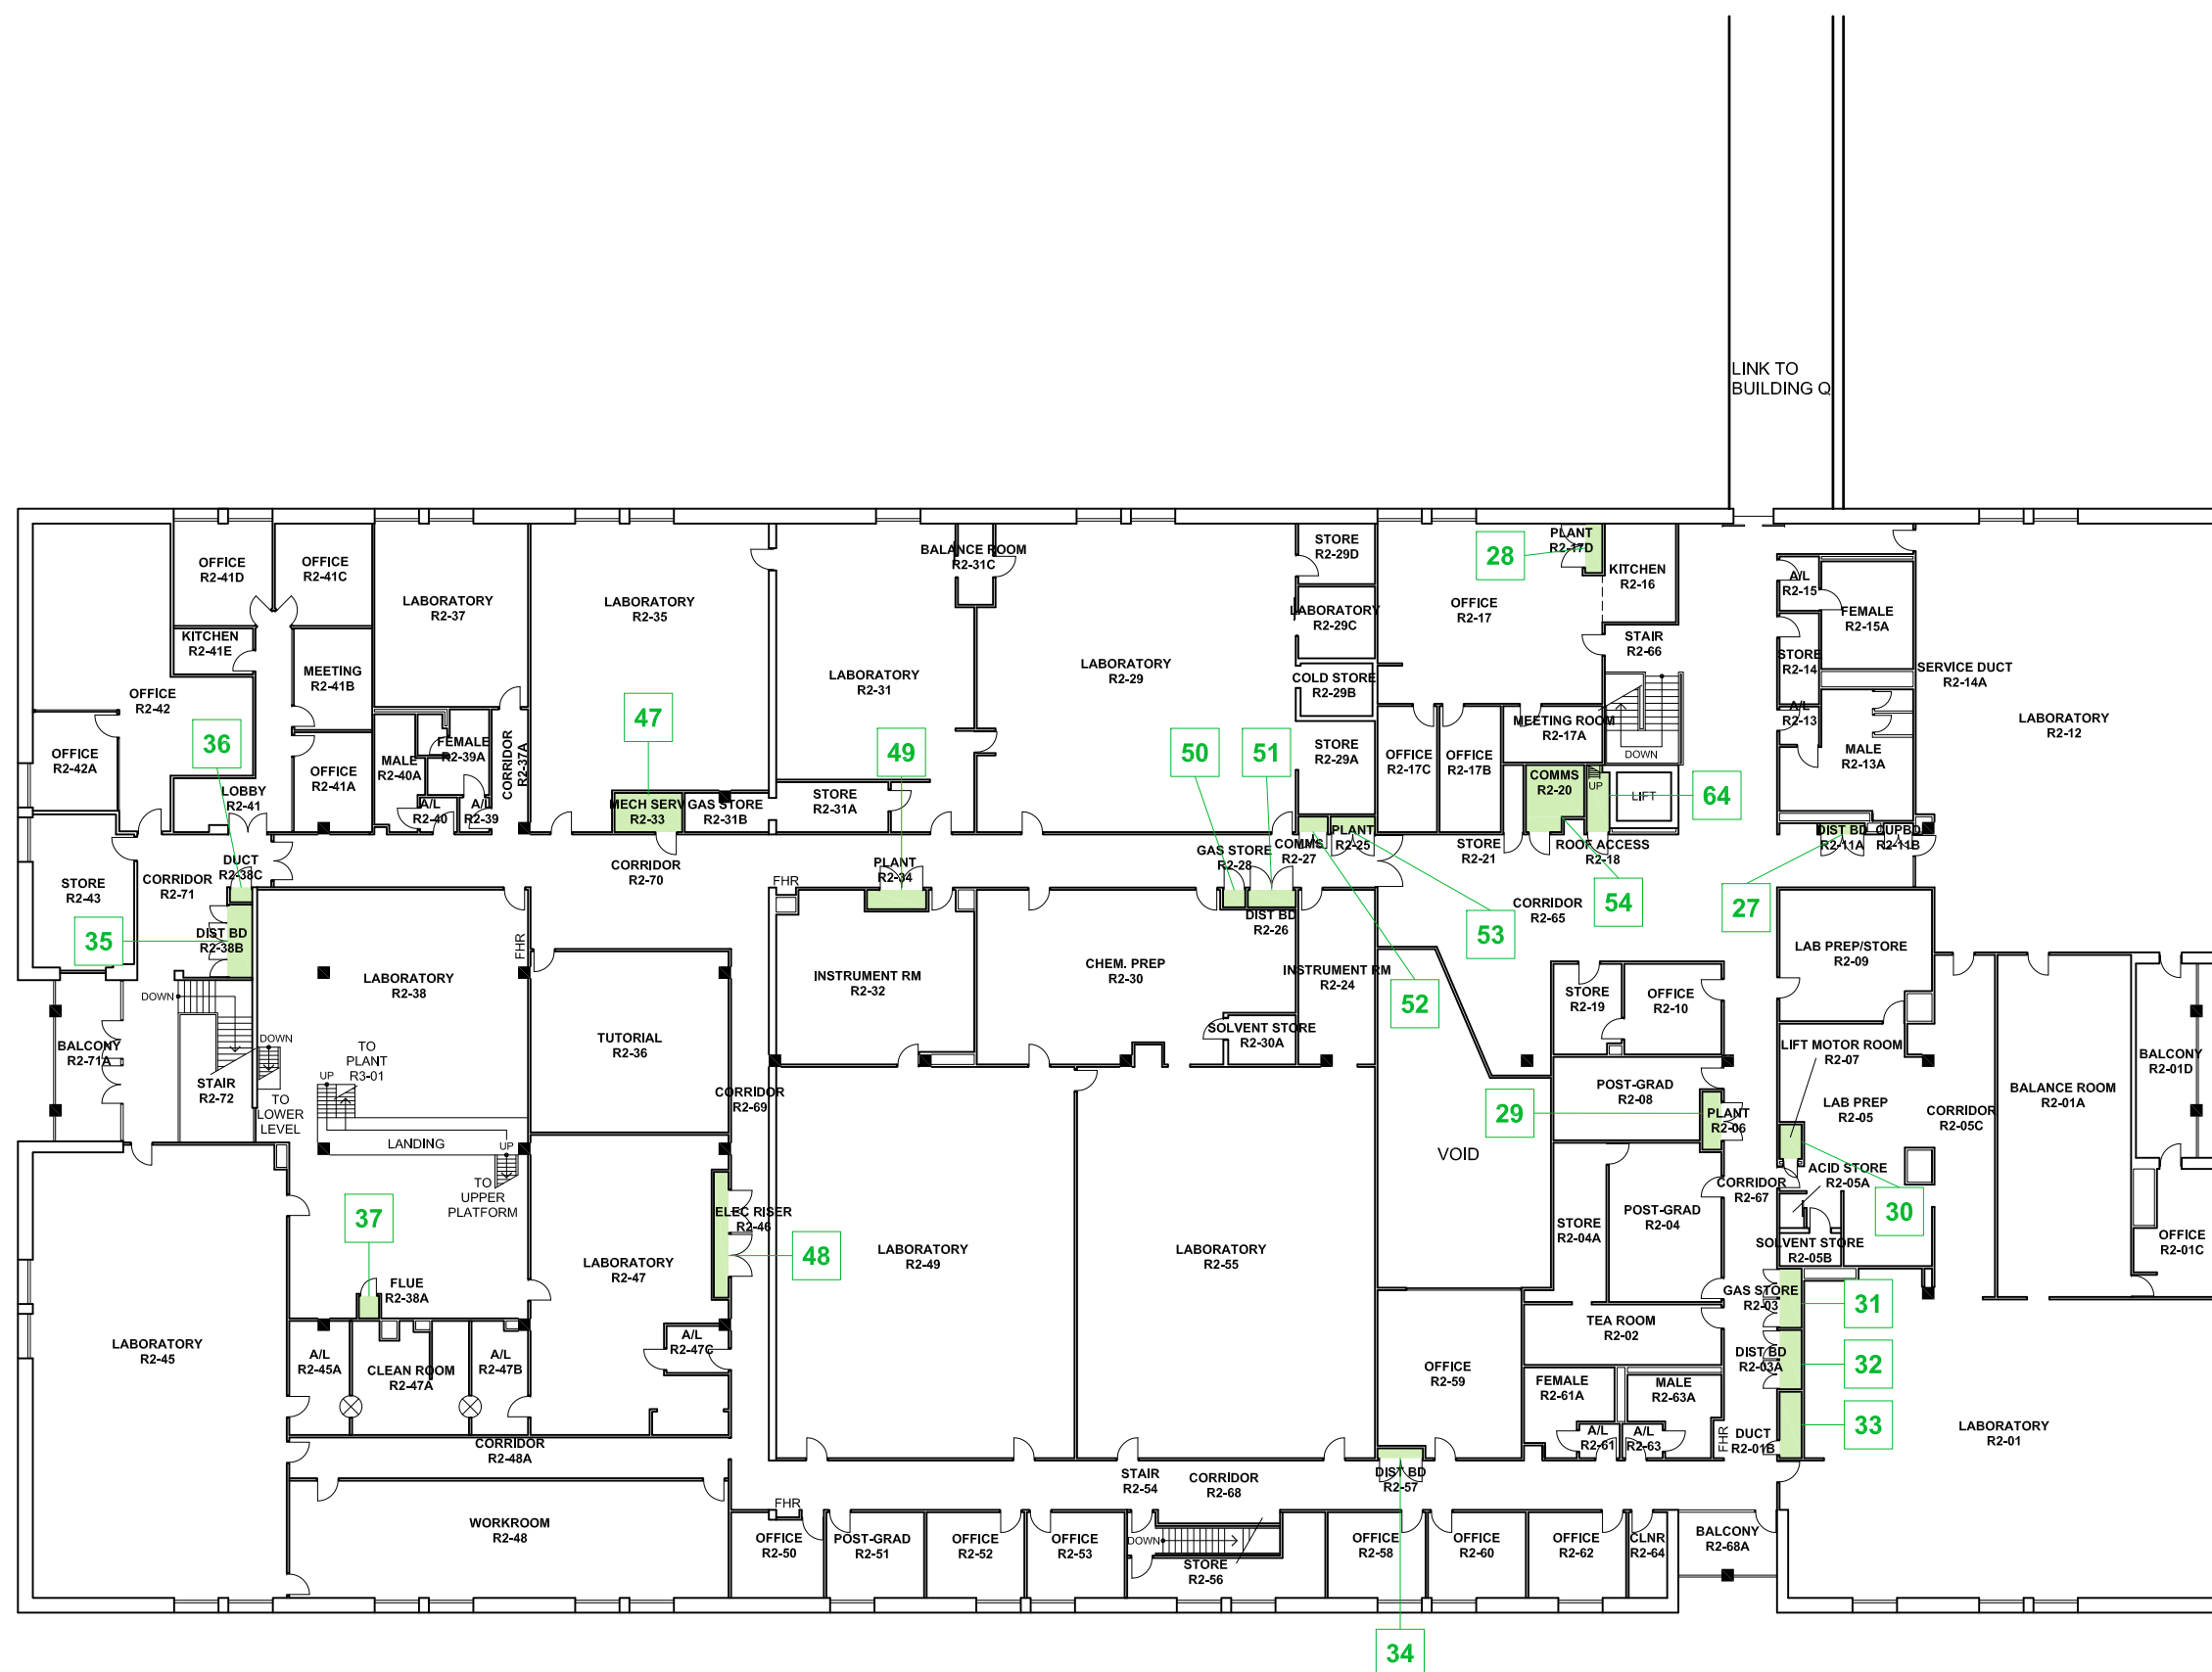 LINK TO
BUILDING Q
OFFICE
R2-41D
OFFICE
R2-41C
LABORATORY
R2-37
LABORATORY
R2-35
BALANCE ROOM
R2-31C
STORE
R2-29D
LABORATORY
R2-29C
COLD STORE
R2-29B
STORE
R2-29A
28
PLANT
R2-17D
KITCHEN
R2-16
OFFICE
R2-17
STAIR
R2-66
A/L
R2-15
FEMALE
R2-15A
STORE
R2-14
SERVICE DUCT
R2-14A
A/L
R2-13
MALE
R2-13A
LABORATORY
R2-12
KITCHEN
R2-41E
MEETING
R2-41B
OFFICE
R2-42
OFFICE
R2-42A
36
OFFICE
R2-41A
LOBBY
R2-41
MALE
R2-40A
FEMALE
R2-39A
CORRIDOR
R2-37A
A/L
R2-40
A/L
R2-39
47
MECH SERV
R2-33
GAS STORE
R2-31B
STORE
R2-31A
LABORATORY
R2-31
49
LABORATORY
R2-29
50
51
OFFICE
R2-17C
OFFICE
R2-17B
MEETING ROOM
R2-17A
DOWN
COMMS
R2-20
UP
LIFT
64
STORE
R2-43
CORRIDOR
R2-71
DUCT
R2-38C
CORRIDOR
R2-70
FHR
PLANT
R2-34
GAS STORE
R2-28
COMMS
R2-27
PLANT
R2-25
STORE
R2-21
ROOF ACCESS
R2-18
DIST BD
R2-11A
CUPBD
R2-11B
35
DIST BD
R2-38B
FHR
LABORATORY
R2-38
INSTRUMENT RM
R2-32
CHEM. PREP
R2-30
DIST BD
R2-26
INSTRUMENT RM
R2-24
52
53
CORRIDOR
R2-65
54
27
LAB PREP/STORE
R2-09
DOWN
BALCONY
R2-71A
STAIR
R2-72
DOWN
TO
LOWER
LEVEL
TO
PLANT
R3-01
UP
LANDING
UP
TO
UPPER
PLATFORM
TUTORIAL
R2-36
CORRIDOR
R2-69
SOLVENT STORE
R2-30A
STORE
R2-19
OFFICE
R2-10
LIFT MOTOR ROOM
R2-07
LAB PREP
R2-05
CORRIDOR
R2-05C
BALANCE ROOM
R2-01A
BALCONY
R2-01D
29
POST-GRAD
R2-08
PLANT
R2-06
VOID
ACID STORE
R2-05A
CORRIDOR
R2-67
30
STORE
R2-04A
POST-GRAD
R2-04
SOLVENT STORE
R2-05B
OFFICE
R2-01C
37
FLUE
R2-38A
ELEC RISER
R2-46
48
LABORATORY
R2-47
LABORATORY
R2-49
LABORATORY
R2-55
GAS STORE
R2-03
31
TEA ROOM
R2-02
DIST BD
R2-03A
32
LABORATORY
R2-45
A/L
R2-45A
CLEAN ROOM
R2-47A
A/L
R2-47B
A/L
R2-47C
OFFICE
R2-59
FEMALE
R2-61A
MALE
R2-63A
A/L
R2-61
A/L
R2-63
FHR
DUCT
R2-01B
33
LABORATORY
R2-01
CORRIDOR
R2-48A
STAIR
R2-54
CORRIDOR
R2-68
DIST BD
R2-57
WORKROOM
R2-48
FHR
OFFICE
R2-50
POST-GRAD
R2-51
OFFICE
R2-52
OFFICE
R2-53
DOWN
STORE
R2-56
OFFICE
R2-58
OFFICE
R2-60
OFFICE
R2-62
CLNR
R2-64
BALCONY
R2-68A
34